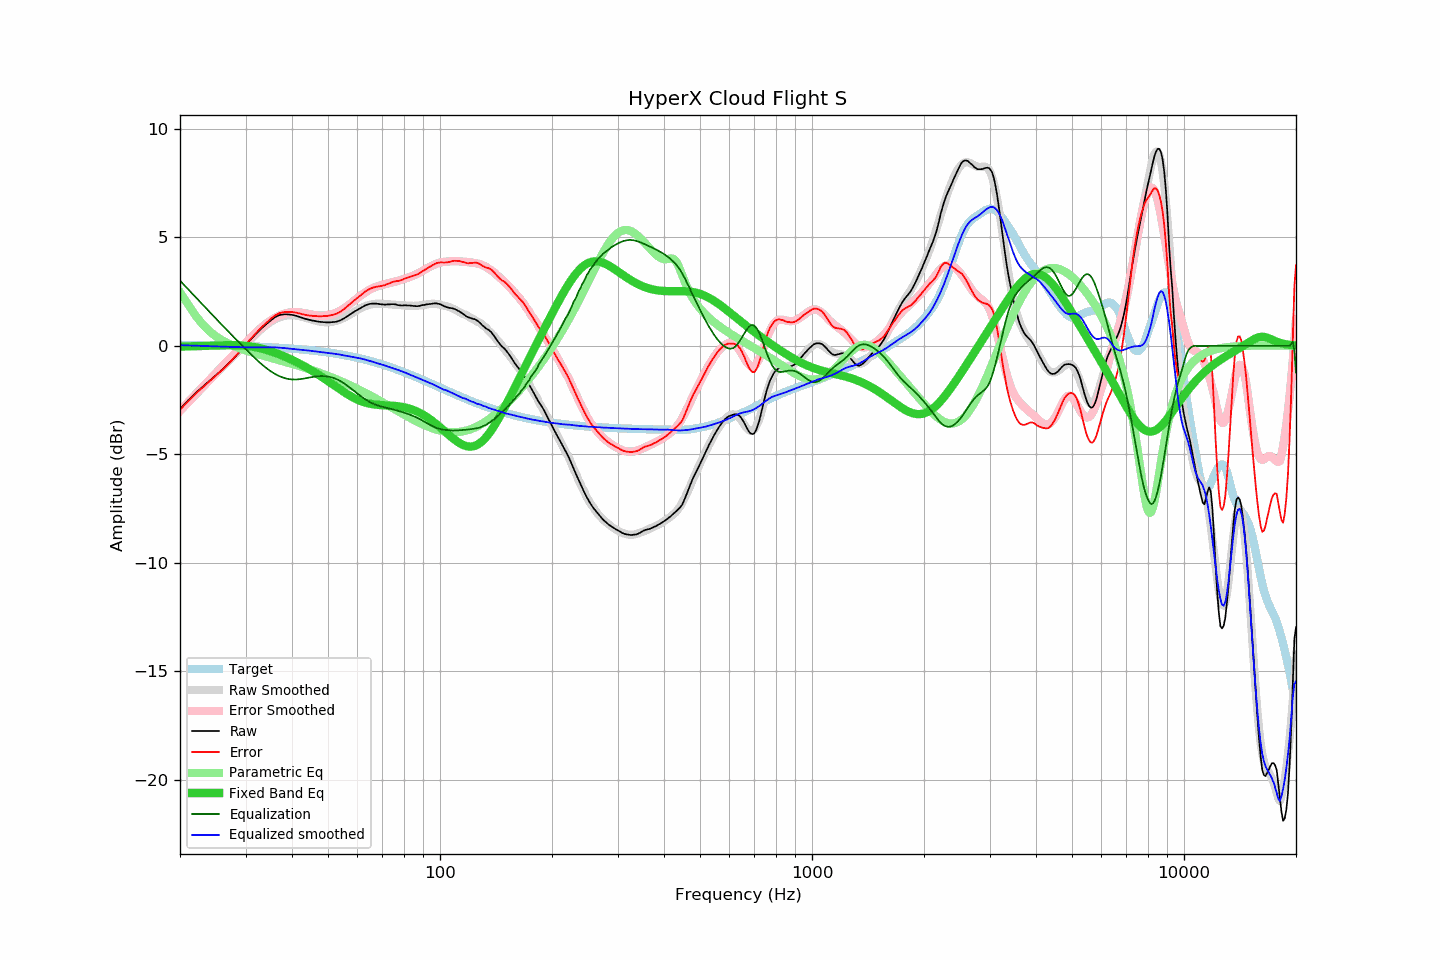 HyperX Cloud Flight S
10
5
0
−5
−10
−15
−20
Amplitude (dBr)
Target
Raw Smoothed
Error Smoothed
Raw
Error
Parametric Eq
Fixed Band Eq
Equalization
Equalized smoothed
100
1000
10000
Frequency (Hz)